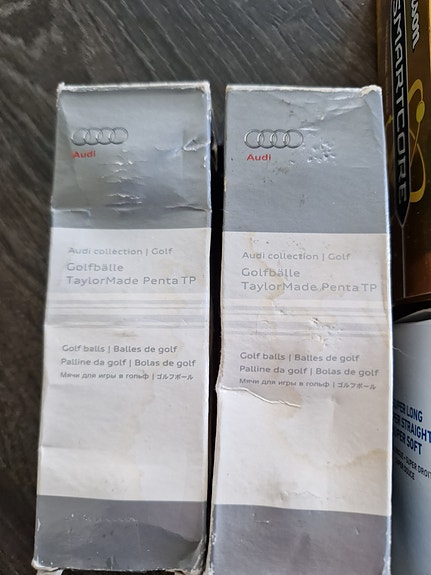 Audi
Audi collection | Golf
Golfbälle
TaylorMade Penta TP
Golf balls | Balles de golf
Palline da golf | Bolas de golf
Мячи для игры в гольф | ゴルフボール
Audi
Audi collection | Golf
Golfbälle
TaylorMade Penta TP
Golf balls | Balles de golf
Palline da golf | Bolas de golf
Мячи для игры в гольф | ゴルフボール
SMARTCORE
LONG
STRAIGHT
SOFT